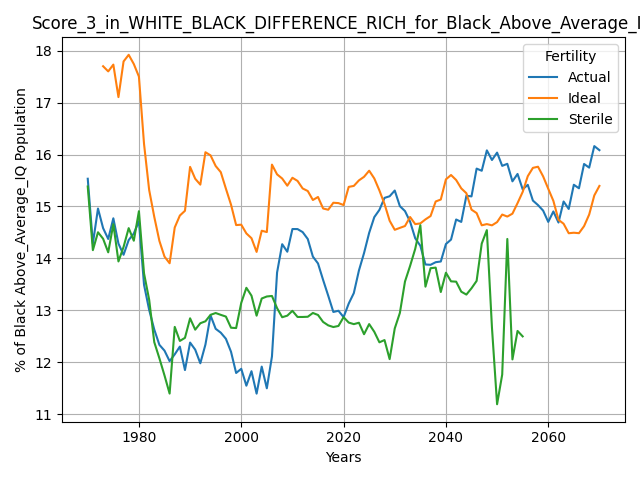 Score_3_in_WHITE_BLACK_DIFFERENCE_RICH_for_Black_Above_Average_I
18
17
16
15
14
13
12
11
% of Black Above_Average_IQ Population
Fertility
Actual
Ideal
Sterile
1980
2000
2020
2040
2060
Years